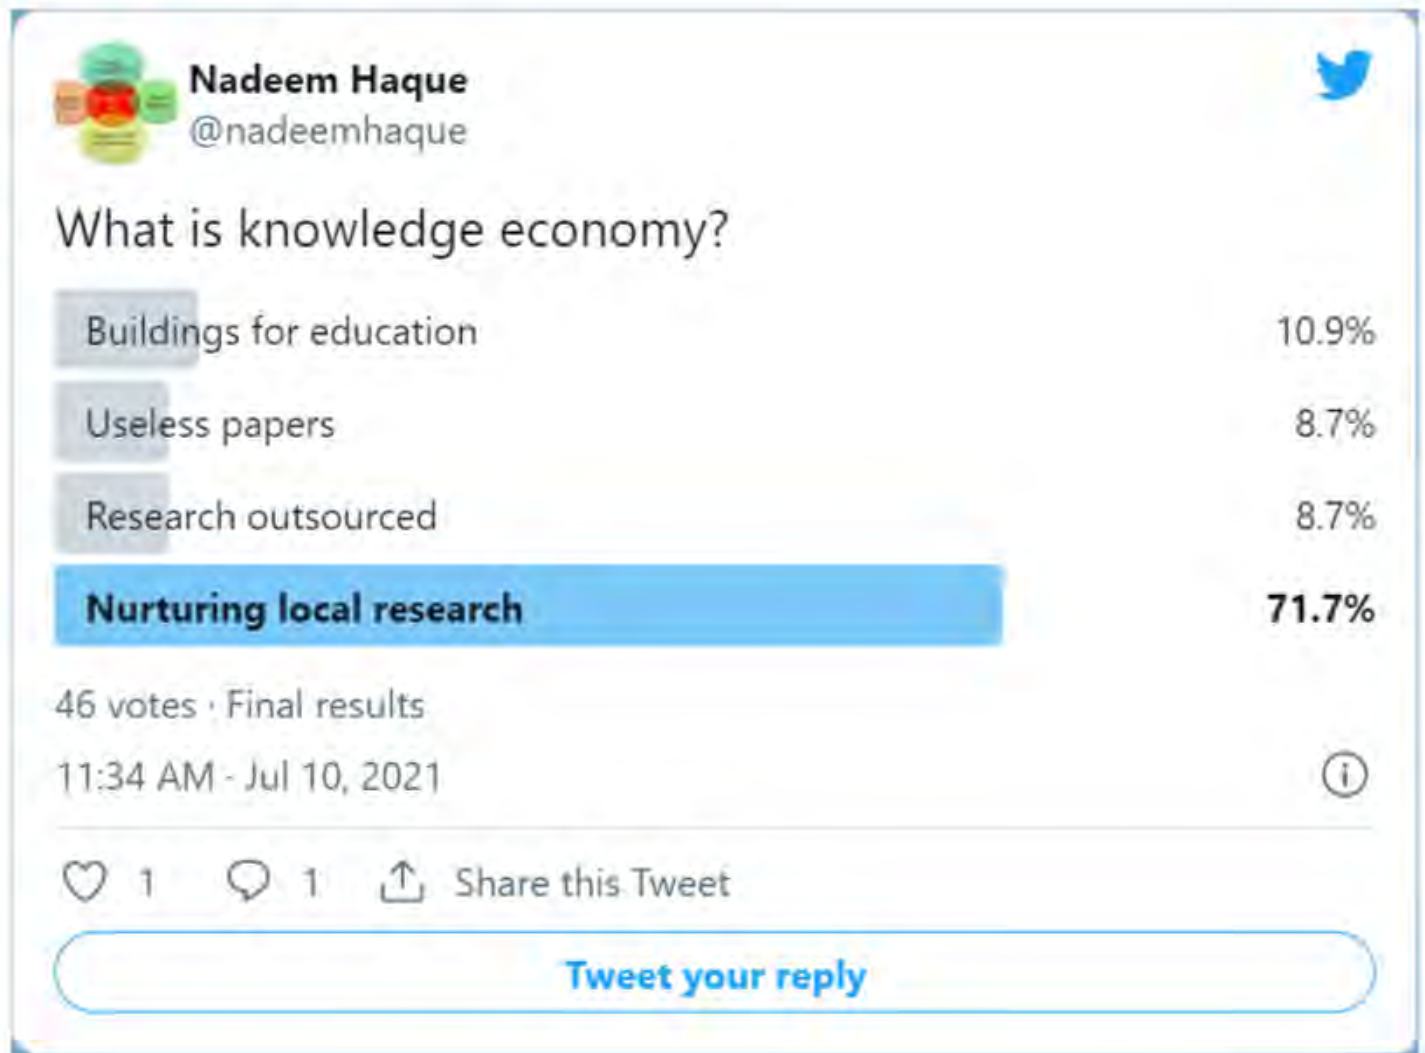 Nadeem Haque
@nadeemhaque
What is knowledge economy?
Buildings for education 10.9%
Useless papers 8.7%
Research outsourced 8.7%
Nurturing local research 71.7%
46 votes · Final results
11:34 AM · Jul 10, 2021
1 1 Share this Tweet
Tweet your reply